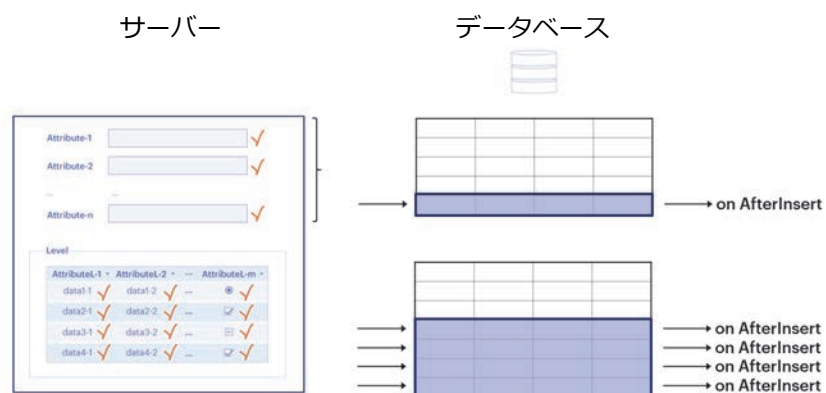 サーバー
データベース
Attribute-1
Attribute-2
... ...
Attribute-n
on AfterInsert
Level
AttributeL-1 AttributeL-2 ... AttributeL-m
data1-1 data1-2 ...
data2-1 data2-2 ...
data3-1 data3-2 ...
data4-1 data4-2 ...
on AfterInsert
on AfterInsert
on AfterInsert
on AfterInsert